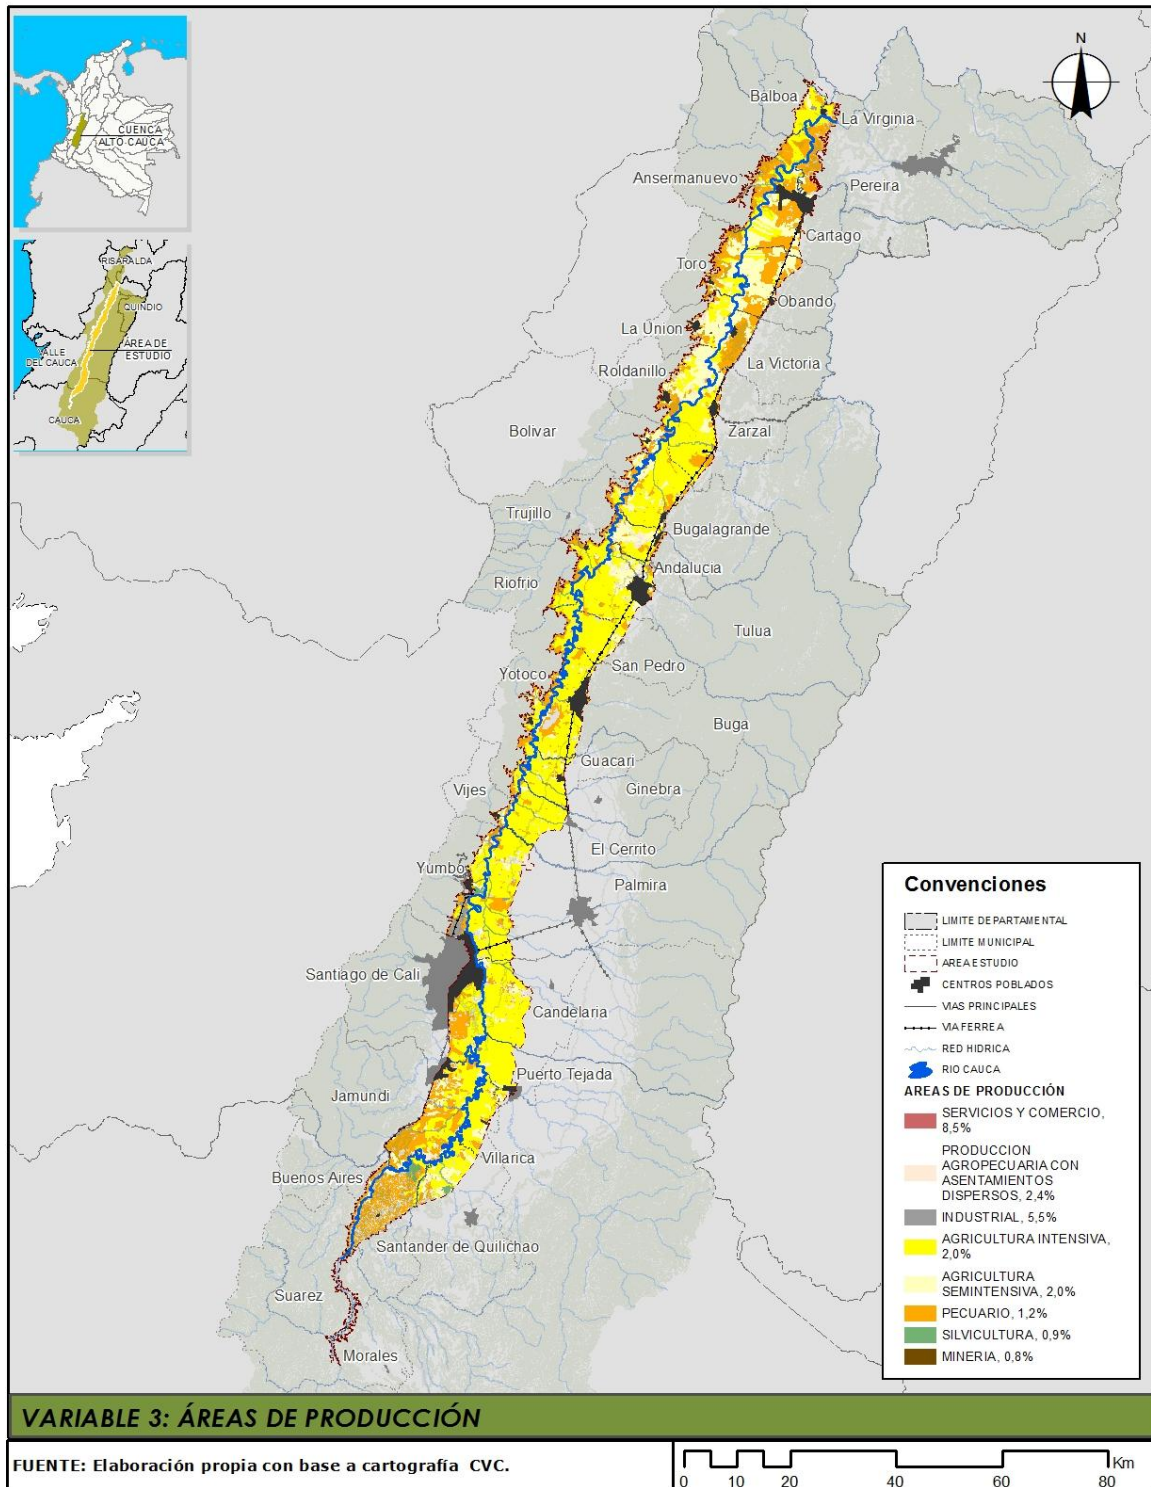 CUENCA
ALTO CAUCA
RISARALDA
QUINDIO
ÁREA DE
ESTUDIO
VALLE
DEL CAUCA
CAUCA
N
Balboa
La Virginia
Ansermanuevo
Pereira
Cartago
Toro
Obando
La Union
La Victoria
Roldanillo
Zarzal
Bolivar
Trujillo
Bugalagrande
Andalucia
Riofrio
Tulua
San Pedro
Yotoco
Buga
Guacari
Vijes
Ginebra
El Cerrito
Yumbo
Palmira
Santiago de Cali
Candelaria
Puerto Tejada
Jamundi
Villarica
Buenos Aires
Santander de Quilichao
Suarez
Morales
Convenciones
LIMITE DEPARTAMENTAL
LIMITE MUNICIPAL
AREA ESTUDIO
CENTROS POBLADOS
VIAS PRINCIPALES
VIA FERREA
RED HIDRICA
RIO CAUCA
AREAS DE PRODUCCIÓN
SERVICIOS Y COMERCIO,
8,5%
PRODUCCION
AGROPECUARIA CON
ASENTAMIENTOS
DISPERSOS, 2,4%
INDUSTRIAL, 5,5%
AGRICULTURA INTENSIVA,
2,0%
AGRICULTURA
SEMINTENSIVA, 2,0%
PECUARIO, 1,2%
SILVICULTURA, 0,9%
MINERIA, 0,8%
VARIABLE 3: ÁREAS DE PRODUCCIÓN
FUENTE: Elaboración propia con base a cartografía CVC.
Km
0 10 20 40 60 80